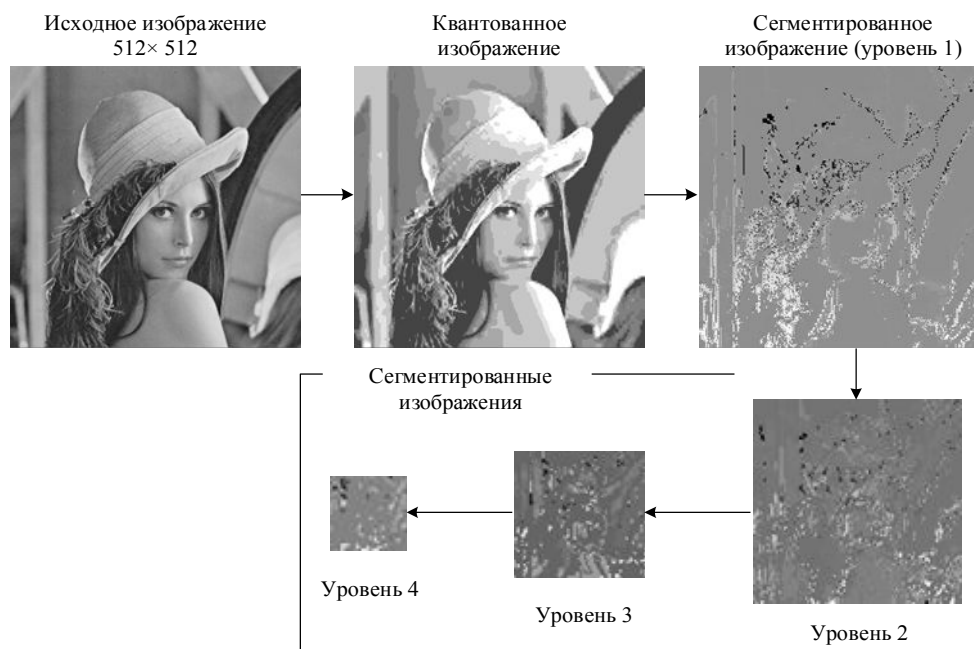 Исходное изображение
512× 512
Квантованное
изображение
Сегментированное
изображение (уровень 1)
Сегментированные
изображения
Уровень 4
Уровень 3
Уровень 2